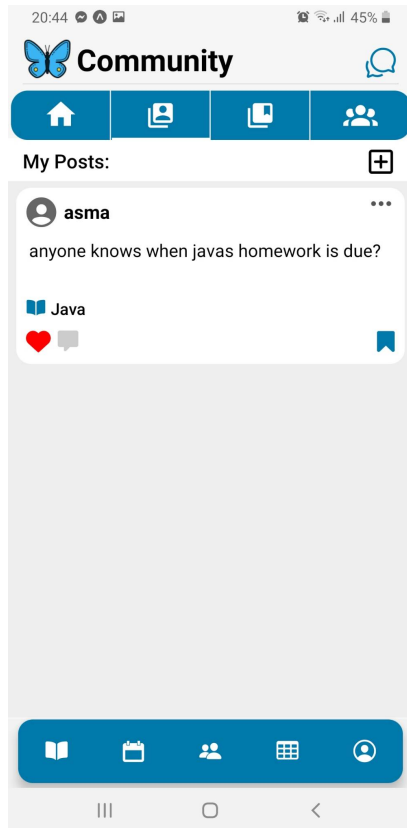 20:44 45%
Community
My Posts:
asma
anyone knows when javas homework is due?
Java